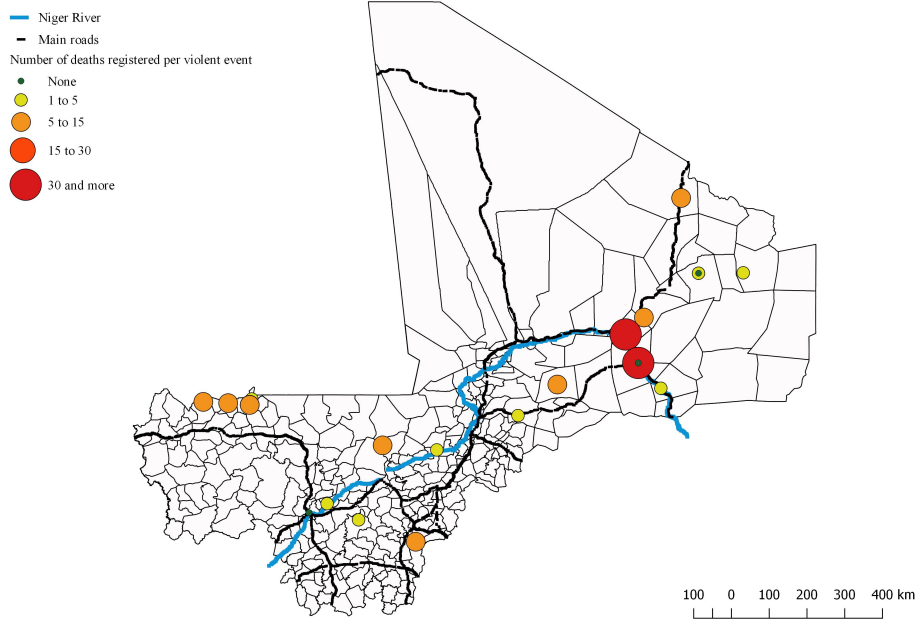 Niger River
Main roads
Number of deaths registered per violent event
None
1 to 5
5 to 15
15 to 30
30 and more
100 0 100 200 300 400 km